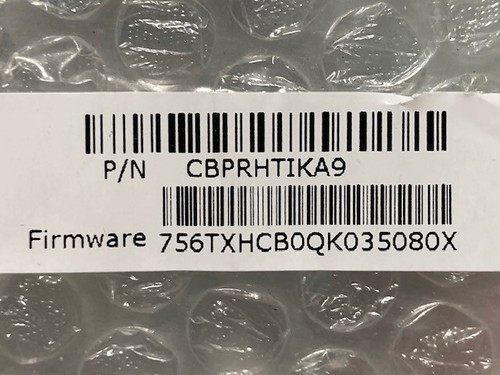 P/N CBPRHTIKA9
Firmware 756TXHCB0QK035080X